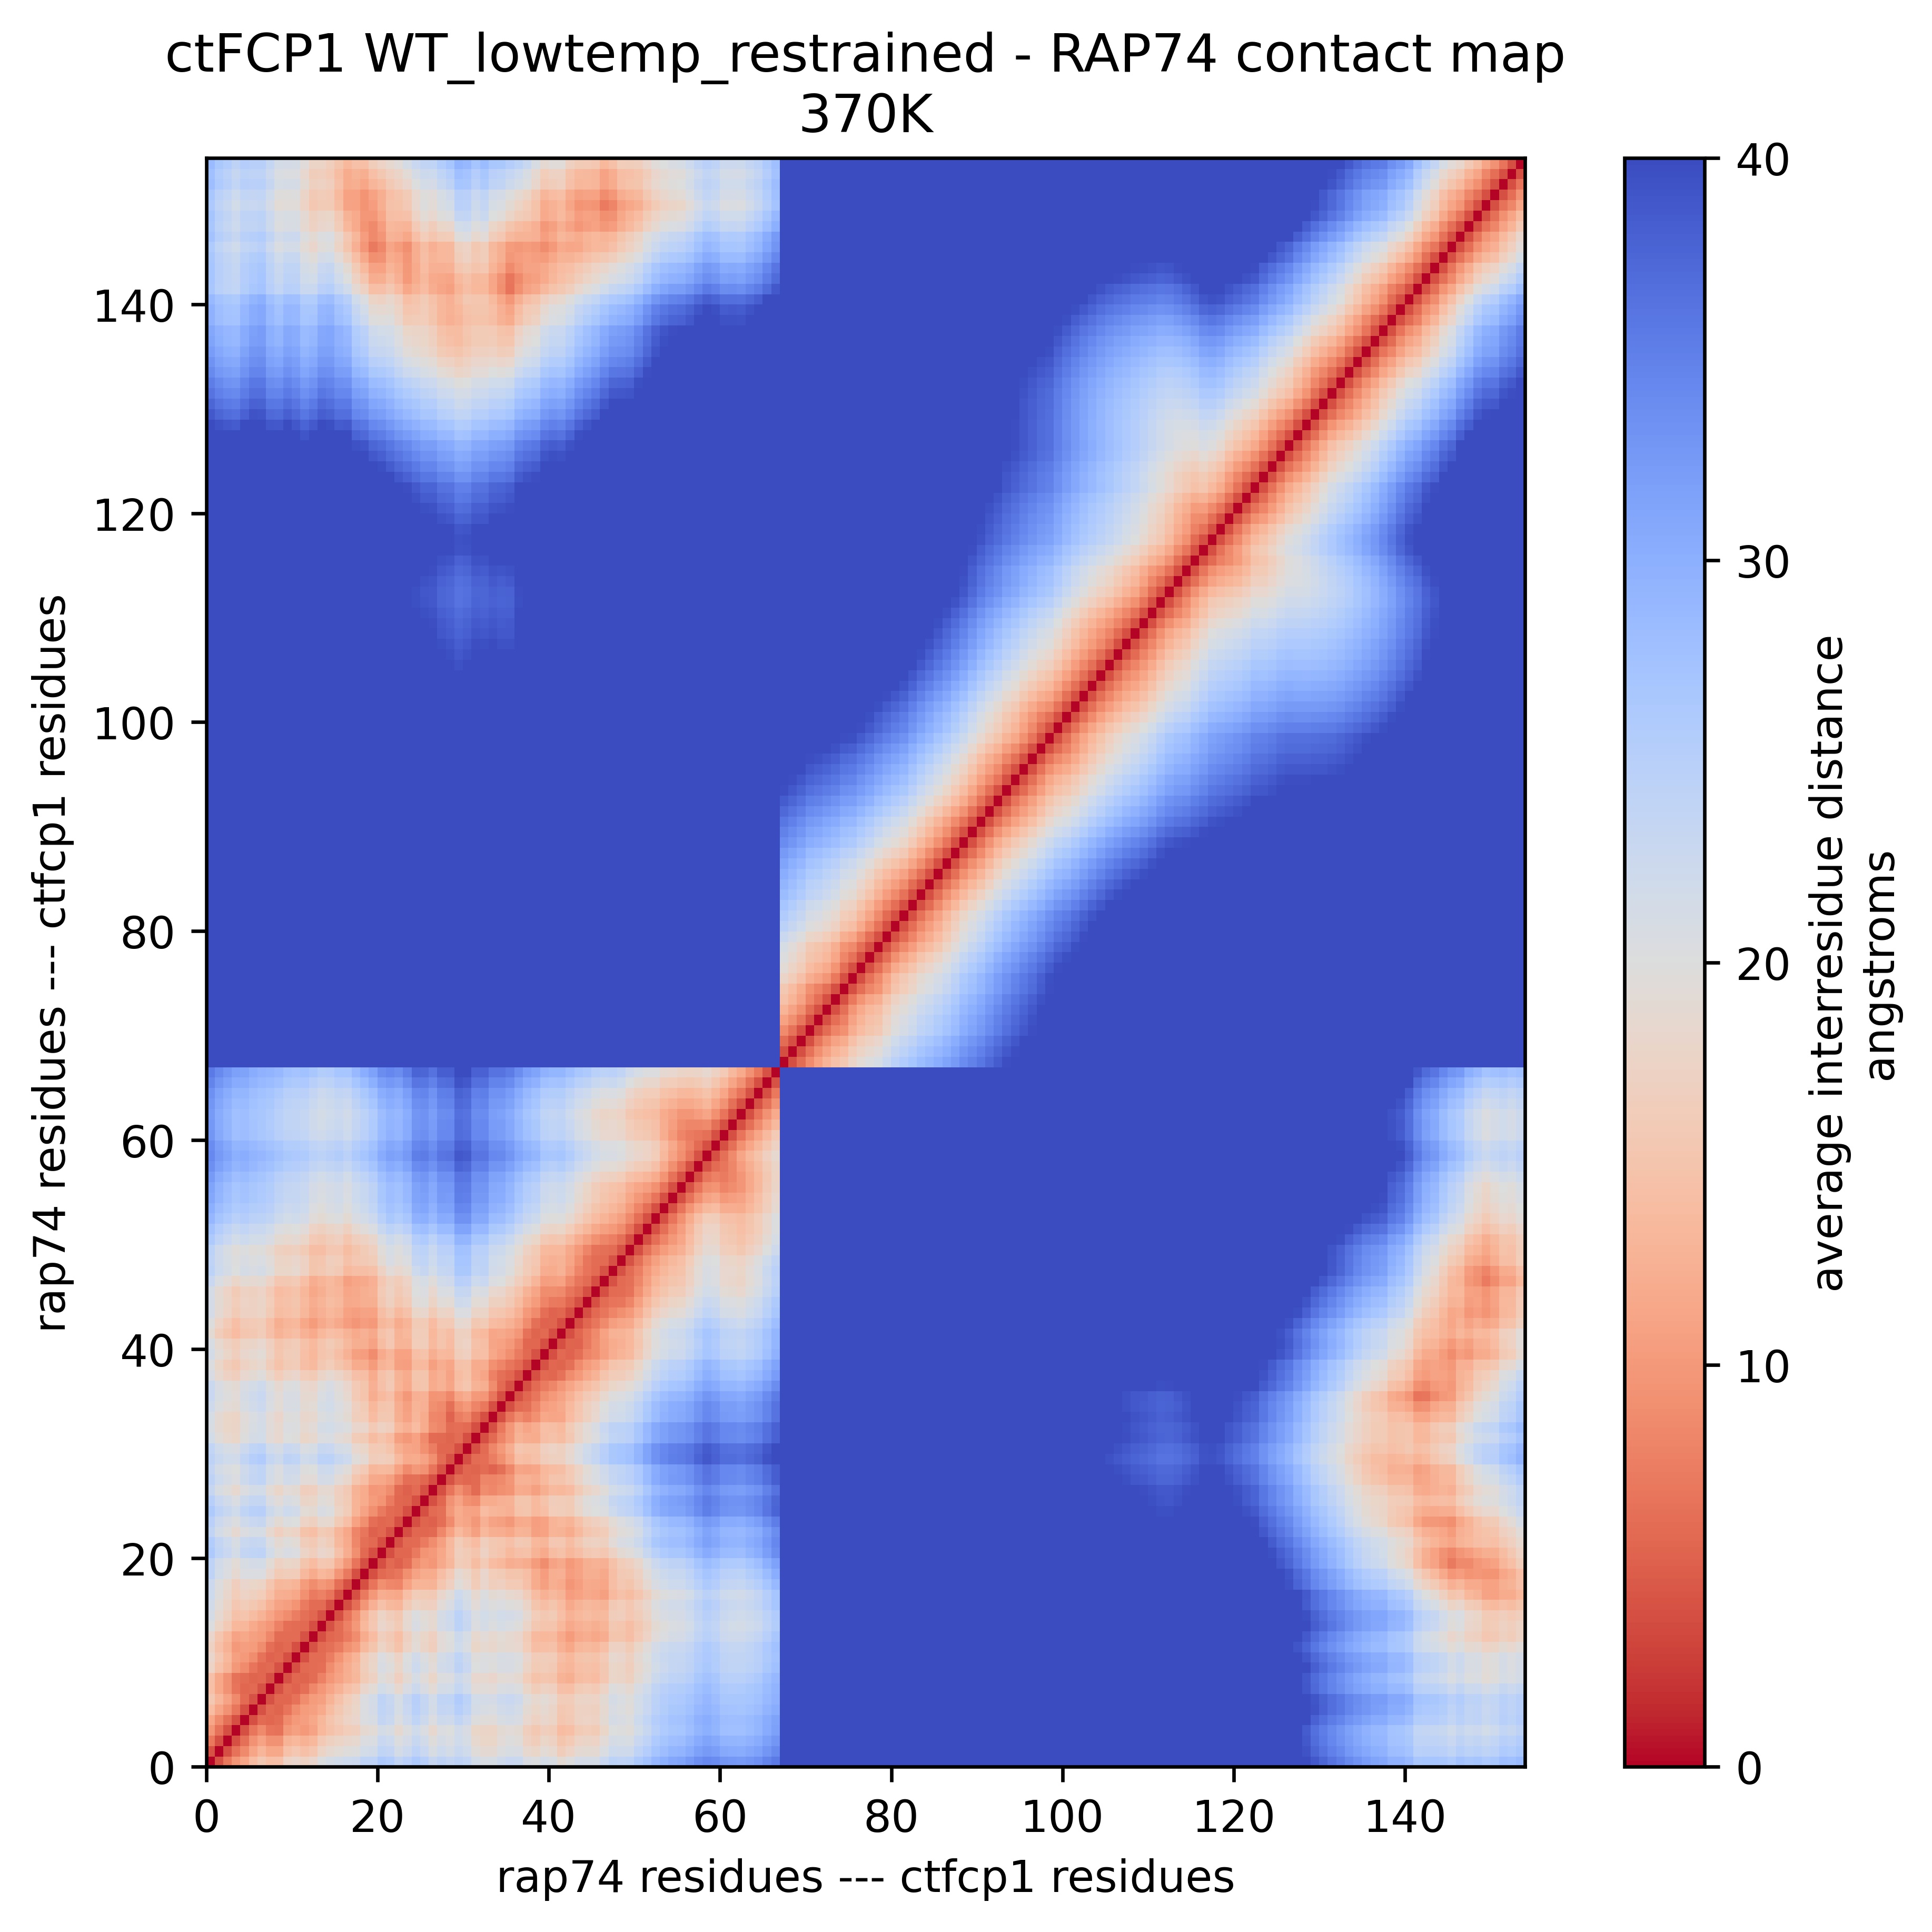 ctFCP1 WT_lowtemp_restrained - RAP74 contact map
370K
140
120
100
80
60
40
20
0
0 20 40 60 80 100 120 140
rap74 residues --- ctfcp1 residues
rap74 residues --- ctfcp1 residues
40
30
20
10
0
average interresidue distance
angstroms